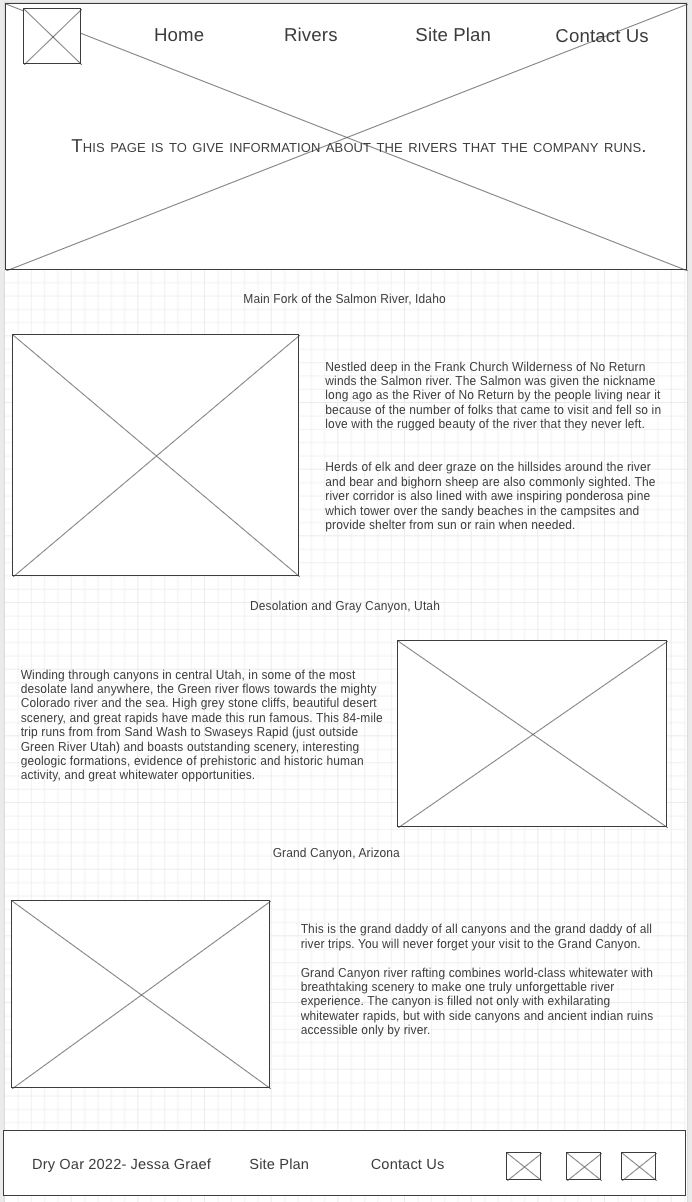 Home Rivers Site Plan Contact Us
This page is to give information about the rivers that the company runs.
Main Fork of the Salmon River, Idaho
Nestled deep in the Frank Church Wilderness of No Return
winds the Salmon river. The Salmon was given the nickname
long ago as the River of No Return by the people living near it
because of the number of folks that came to visit and fell so in
love with the rugged beauty of the river that they never left.
Herds of elk and deer graze on the hillsides around the river
and bear and bighorn sheep are also commonly sighted. The
river corridor is also lined with awe inspiring ponderosa pine
which tower over the sandy beaches in the campsites and
provide shelter from sun or rain when needed.
Desolation and Gray Canyon, Utah
Winding through canyons in central Utah, in some of the most
desolate land anywhere, the Green river flows towards the mighty
Colorado river and the sea. High grey stone cliffs, beautiful desert
scenery, and great rapids have made this run famous. This 84-mile
trip runs from from Sand Wash to Swaseys Rapid (just outside
Green River Utah) and boasts outstanding scenery, interesting
geologic formations, evidence of prehistoric and historic human
activity, and great whitewater opportunities.
Grand Canyon, Arizona
This is the grand daddy of all canyons and the grand daddy of all
river trips. You will never forget your visit to the Grand Canyon.
Grand Canyon river rafting combines world-class whitewater with
breathtaking scenery to make one truly unforgettable river
experience. The canyon is filled not only with exhilarating
whitewater rapids, but with side canyons and ancient indian ruins
accessible only by river.
Dry Oar 2022- Jessa Graef Site Plan Contact Us